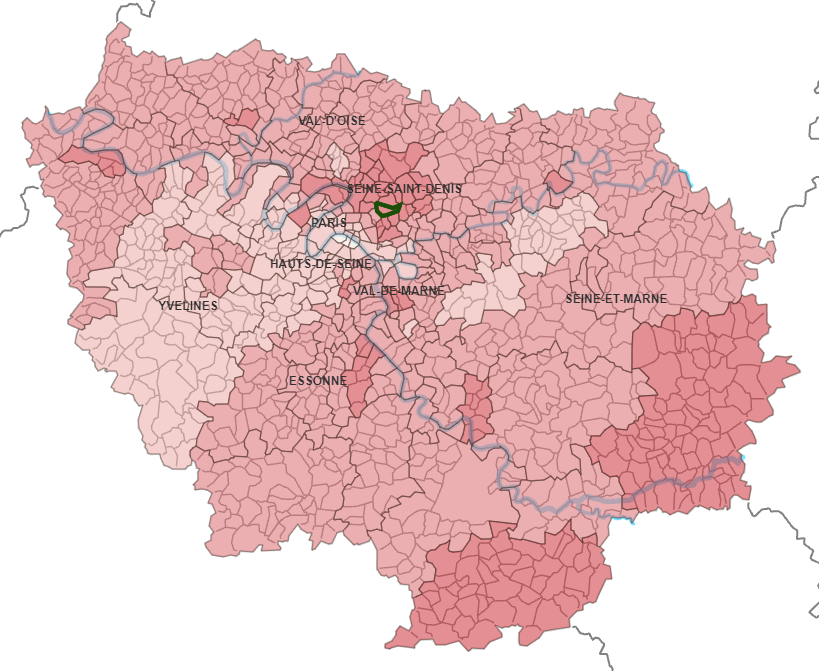 VAL-D'OISE
SEINE-SAINT-DENIS
PARIS
HAUTS-DE-SEINE
VAL-DE-MARNE
YVELINES
SEINE-ET-MARNE
ESSONNE